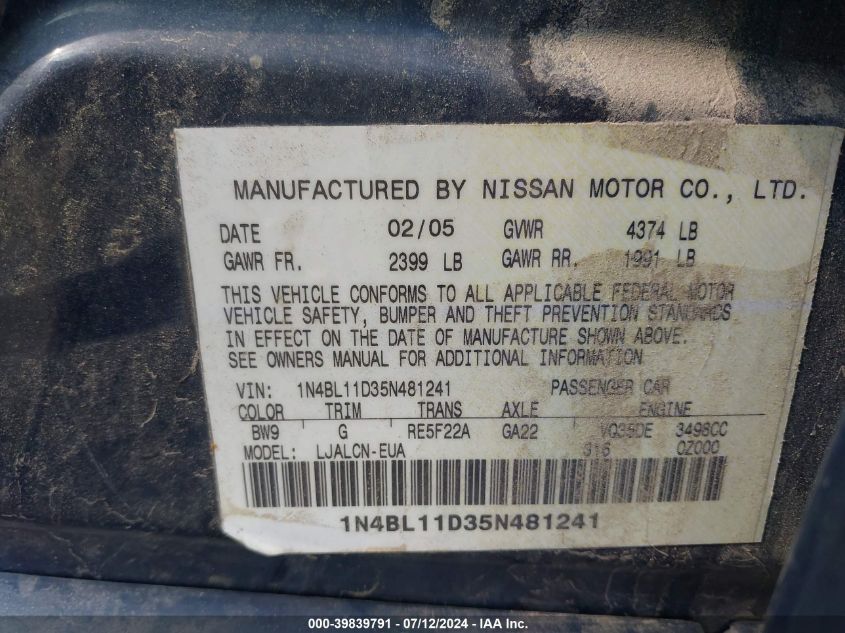 MANUFACTURED BY NISSAN MOTOR CO., LTD.
DATE 02/05 GVWR 4374 LB
GAWR FR. 2399 LB GAWR RR. 1991 LB
THIS VEHICLE CONFORMS TO ALL APPLICABLE FEDERAL MOTOR
VEHICLE SAFETY, BUMPER AND THEFT PREVENTION STANDARDS
IN EFFECT ON THE DATE OF MANUFACTURE SHOWN ABOVE.
SEE OWNERS MANUAL FOR ADDITIONAL INFORMATION
VIN: 1N4BL11D35N481241 PASSENGER CAR
COLOR TRIM TRANS AXLE ENGINE
BW9 G RE5F22A GA22 VQ35DE 3498CC
MODEL: LJALCN-EUA 316 0Z000
1N4BL11D35N481241
000-39839791 - 07/12/2024 - IAA Inc.